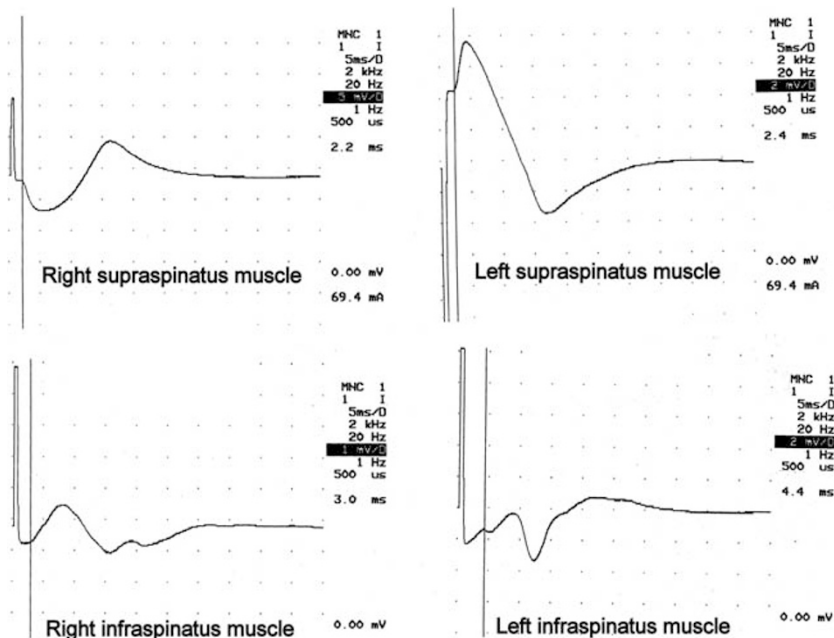 MNC 1
1 I
5ms/D
2 kHz
20 Hz
5 mV/D
1 Hz
500 us
2.2 ms
0.00 mV
69.4 mA
Right supraspinatus muscle
MNC 1
1 I
5ms/D
2 kHz
20 Hz
2 mV/D
1 Hz
500 us
2.4 ms
0.00 mV
69.4 mA
Left supraspinatus muscle
MNC 1
1 I
5ms/D
2 kHz
20 Hz
1 mV/D
1 Hz
500 us
3.0 ms
0.00 mV
Right infraspinatus muscle
MNC 1
1 I
5ms/D
2 kHz
20 Hz
2 mV/D
1 Hz
500 us
4.4 ms
0.00 mV
Left infraspinatus muscle